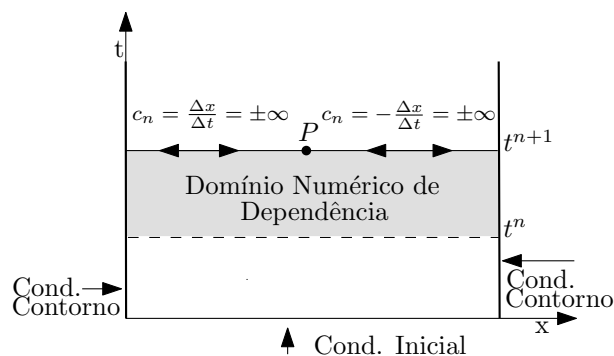 t
c_n = \frac{\Delta x}{\Delta t} = \pm\infty c_n = -\frac{\Delta x}{\Delta t} = \pm\infty
P
t^{n+1}
Domínio Numérico de
Dependência
t^n
Cond.
Contorno
Cond.
Contorno
x
Cond. Inicial